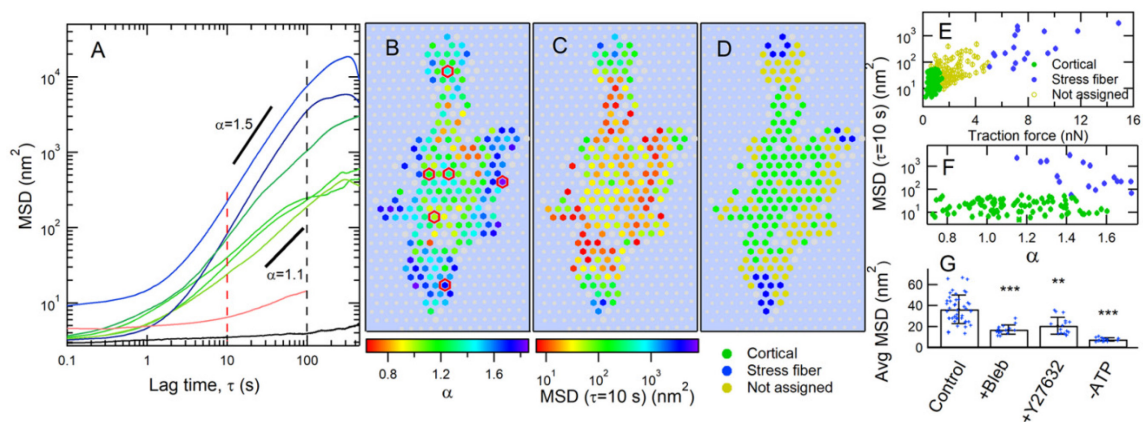 A
MSD (nm²)
10⁴
10³
10²
10¹
α=1.5
α=1.1
0.1
1
10
100
Lag time, τ (s)
B
0.8
1.2
1.6
α
C
10¹
10²
10³
MSD (τ=10 s) (nm²)
D
Cortical
Stress fiber
Not assigned
E
MSD (τ=10 s) (nm²)
10³
10²
10¹
Cortical
Stress fiber
Not assigned
0
4
8
12
16
Traction force (nN)
F
10³
10²
10¹
0.8
1.0
1.2
1.4
1.6
α
G
Avg MSD (nm²)
60
40
20
0
***
**
***
Control
+Bleb
+Y27632
-ATP